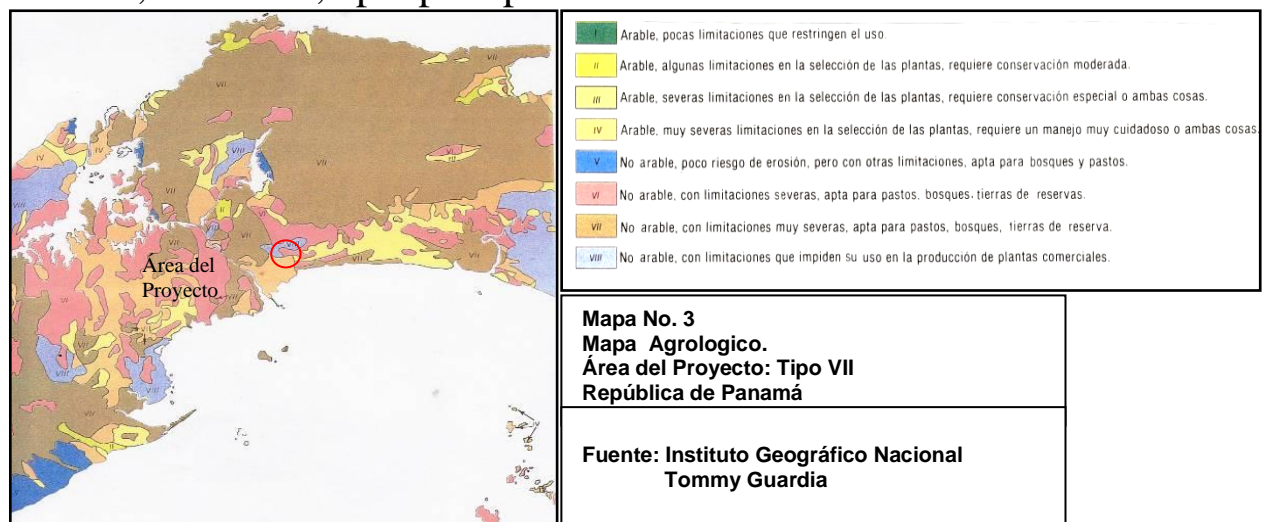 Área del
Proyecto
I Arable, pocas limitaciones que restringen el uso.
II Arable, algunas limitaciones en la selección de las plantas, requiere conservación moderada.
III Arable, severas limitaciones en la selección de las plantas, requiere conservación especial o ambas cosas.
IV Arable, muy severas limitaciones en la selección de las plantas, requiere un manejo muy cuidadoso o ambas cosas.
V No arable, poco riesgo de erosión, pero con otras limitaciones, apta para bosques y pastos.
VI No arable, con limitaciones severas, apta para pastos, bosques, tierras de reservas.
VII No arable, con limitaciones muy severas, apta para pastos, bosques, tierras de reserva.
VIII No arable, con limitaciones que impiden su uso en la producción de plantas comerciales.
Mapa No. 3
Mapa Agrologico.
Área del Proyecto: Tipo VII
República de Panamá
Fuente: Instituto Geográfico Nacional
Tommy Guardia